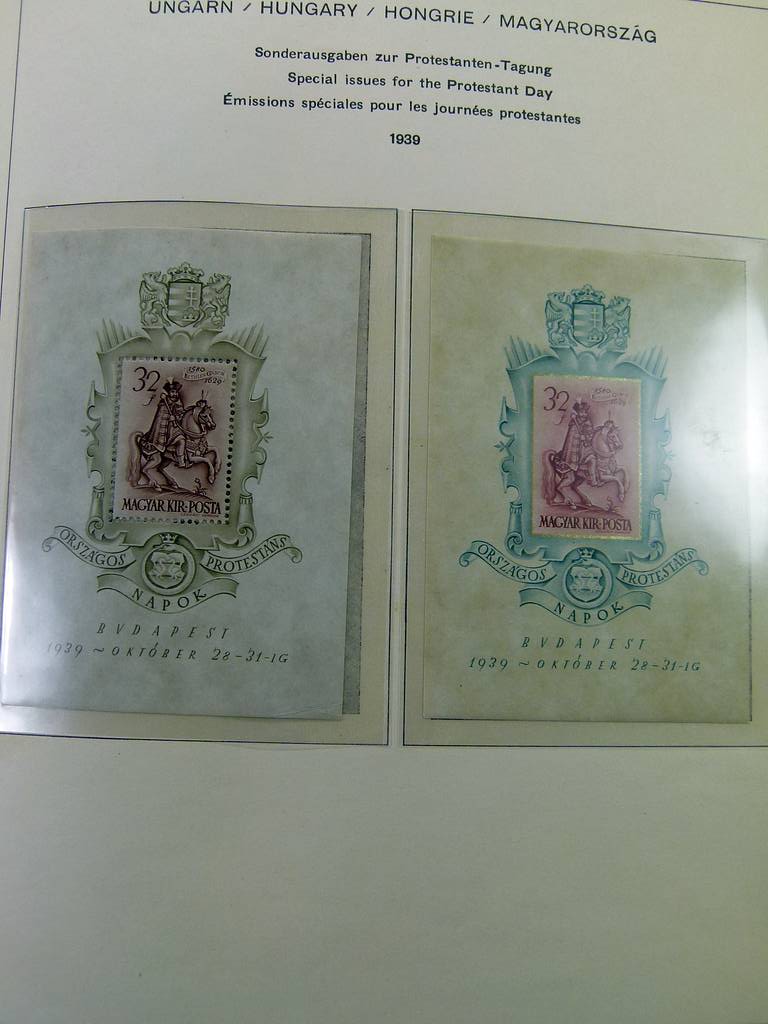 UNGARN / HUNGARY / HONGRIE / MAGYARORSZÁG
Sonderausgaben zur Protestanten-Tagung
Special issues for the Protestant Day
Émissions spéciales pour les journées protestantes
1939
32
f
1580
1629
MAGYAR KIR·POSTA
ORSZÁGOS
PROTESTÁNS
NAPOK
BVDAPEST
1939 ~ OKTÓBER 28-31-IG
32
f
1580
1629
MAGYAR KIR·POSTA
ORSZÁGOS
PROTESTÁNS
NAPOK
BVDAPEST
1939 ~ OKTÓBER 28-31-IG